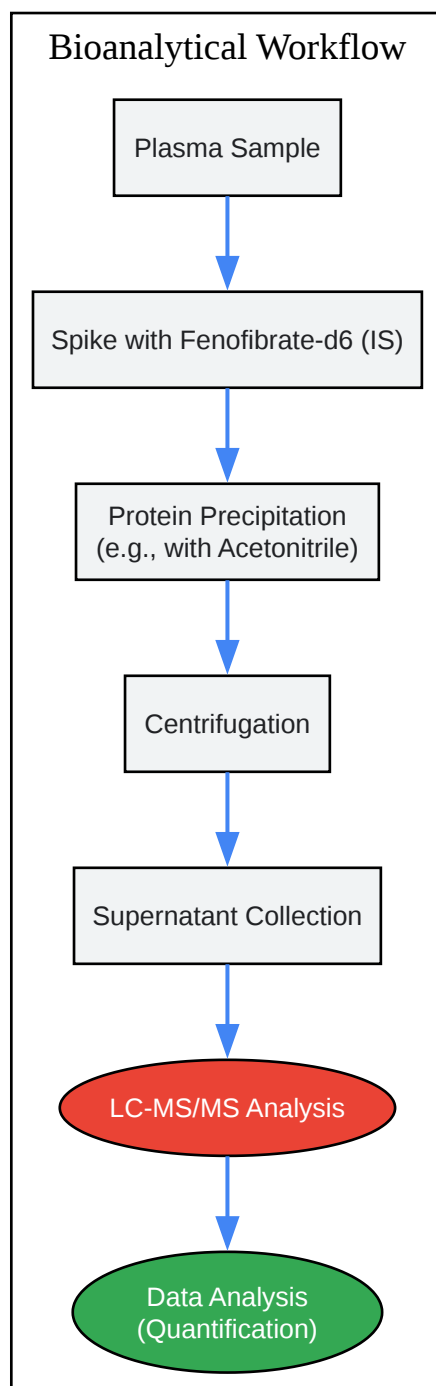 Bioanalytical Workflow
Plasma Sample
Spike with Fenofibrate-d6 (IS)
Protein Precipitation
(e.g., with Acetonitrile)
Centrifugation
Supernatant Collection
LC-MS/MS Analysis
Data Analysis
(Quantification)